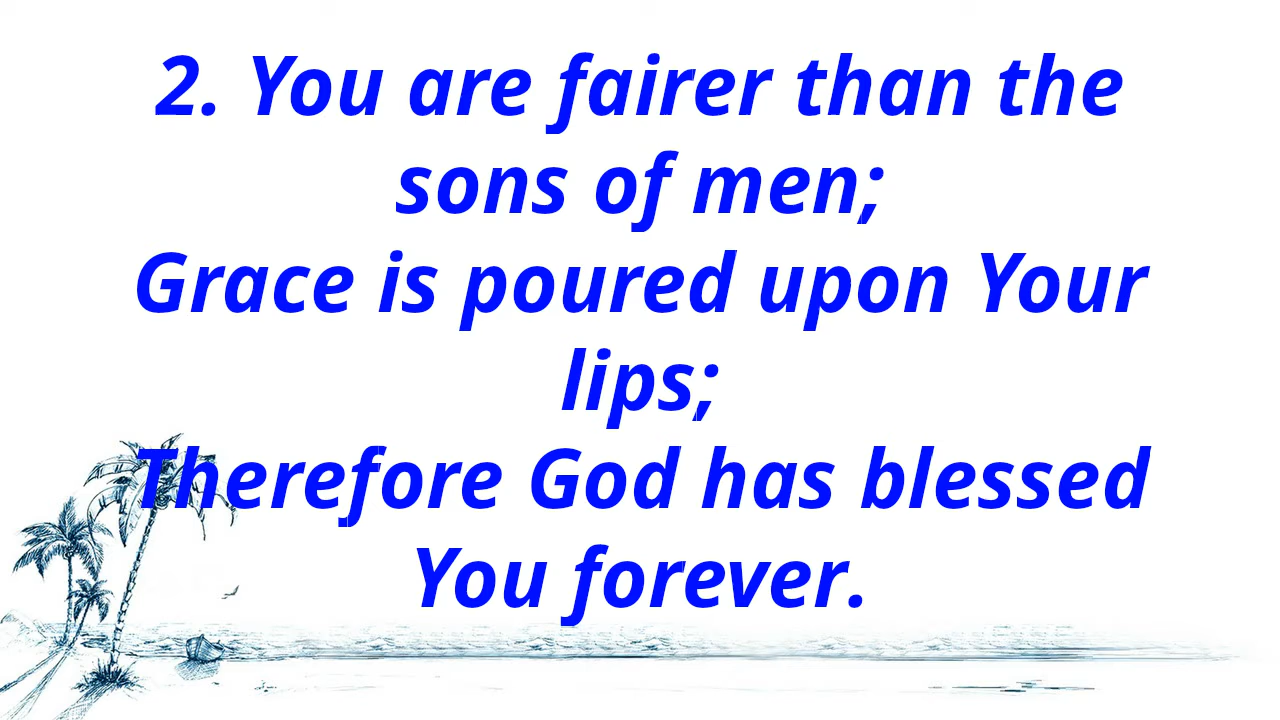 2. You are fairer than the
sons of men;
Grace is poured upon Your
lips;
Therefore God has blessed
You forever.